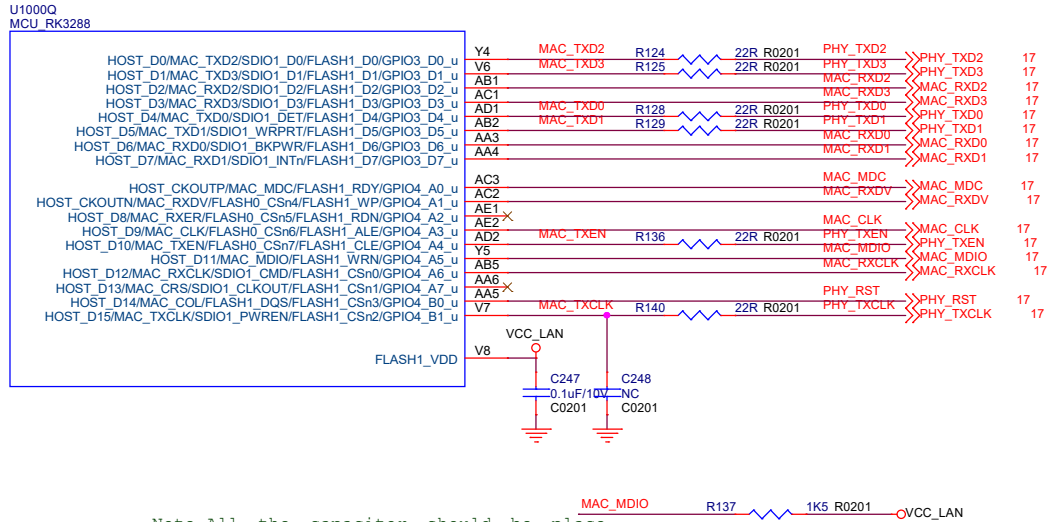 U1000Q
MCU_RK3288
HOST_D0/MAC_TXD2/SDIO1_D0/FLASH1_D0/GPIO3_D0_u Y4 MAC_TXD2 R124 22R R0201 PHY_TXD2 PHY_TXD2 17
HOST_D1/MAC_TXD3/SDIO1_D1/FLASH1_D1/GPIO3_D1_u V6 MAC_TXD3 R125 22R R0201 PHY_TXD3 PHY_TXD3 17
HOST_D2/MAC_RXD2/SDIO1_D2/FLASH1_D2/GPIO3_D2_u AB1 MAC_RXD2 MAC_RXD2 17
HOST_D3/MAC_RXD3/SDIO1_D3/FLASH1_D3/GPIO3_D3_u AC1 MAC_RXD3 MAC_RXD3 17
HOST_D4/MAC_TXD0/SDIO1_DET/FLASH1_D4/GPIO3_D4_u AD1 MAC_TXD0 R128 22R R0201 PHY_TXD0 PHY_TXD0 17
HOST_D5/MAC_TXD1/SDIO1_WRPRT/FLASH1_D5/GPIO3_D5_u AB2 MAC_TXD1 R129 22R R0201 PHY_TXD1 PHY_TXD1 17
HOST_D6/MAC_RXD0/SDIO1_BKPWR/FLASH1_D6/GPIO3_D6_u AA3 MAC_RXD0 MAC_RXD0 17
HOST_D7/MAC_RXD1/SDIO1_INTn/FLASH1_D7/GPIO3_D7_u AA4 MAC_RXD1 MAC_RXD1 17
HOST_CKOUTP/MAC_MDC/FLASH1_RDY/GPIO4_A0_u AC3 MAC_MDC MAC_MDC 17
HOST_CKOUTN/MAC_RXDV/FLASH0_CSn4/FLASH1_WP/GPIO4_A1_u AC2 MAC_RXDV MAC_RXDV 17
HOST_D8/MAC_RXER/FLASH0_CSn5/FLASH1_RDN/GPIO4_A2_u AE1
HOST_D9/MAC_CLK/FLASH0_CSn6/FLASH1_ALE/GPIO4_A3_u AE2 MAC_CLK MAC_CLK 17
HOST_D10/MAC_TXEN/FLASH0_CSn7/FLASH1_CLE/GPIO4_A4_u AD2 MAC_TXEN R136 22R R0201 PHY_TXEN PHY_TXEN 17
HOST_D11/MAC_MDIO/FLASH1_WRN/GPIO4_A5_u Y5 MAC_MDIO MAC_MDIO 17
HOST_D12/MAC_RXCLK/SDIO1_CMD/FLASH1_CSn0/GPIO4_A6_u AB5 MAC_RXCLK MAC_RXCLK 17
HOST_D13/MAC_CRS/SDIO1_CLKOUT/FLASH1_CSn1/GPIO4_A7_u AA6
HOST_D14/MAC_COL/FLASH1_DQS/FLASH1_CSn3/GPIO4_B0_u AA5 PHY_RST PHY_RST 17
HOST_D15/MAC_TXCLK/SDIO1_PWREN/FLASH1_CSn2/GPIO4_B1_u V7 MAC_TXCLK R140 22R R0201 PHY_TXCLK PHY_TXCLK 17
VCC_LAN
FLASH1_VDD V8
C247 C248
0.1uF/10V NC
C0201 C0201
MAC_MDIO R137 1K5 R0201 VCC_LAN
Note All the capacitor should be place